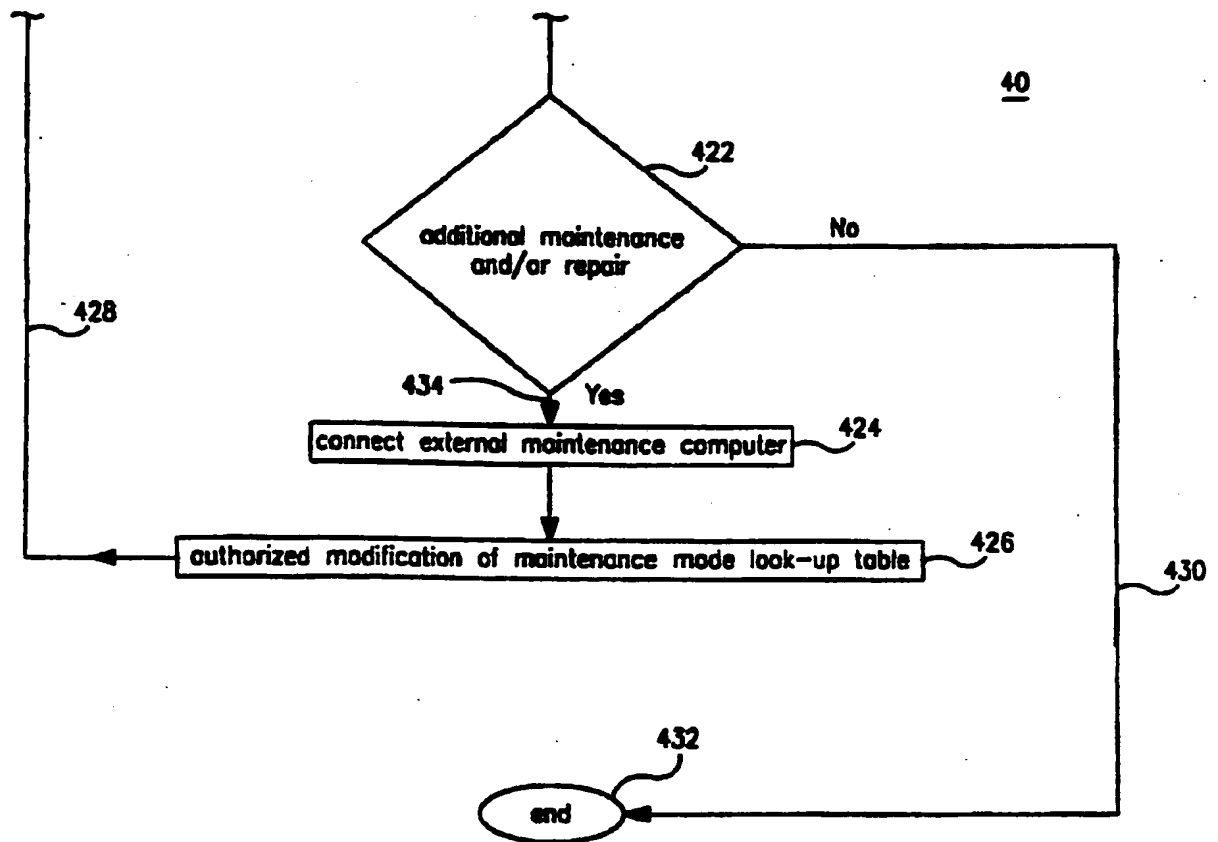 40
422
additional maintenance
and/or repair
No
428
434
Yes
connect external maintenance computer
424
authorized modification of maintenance mode look-up table
426
430
432
end